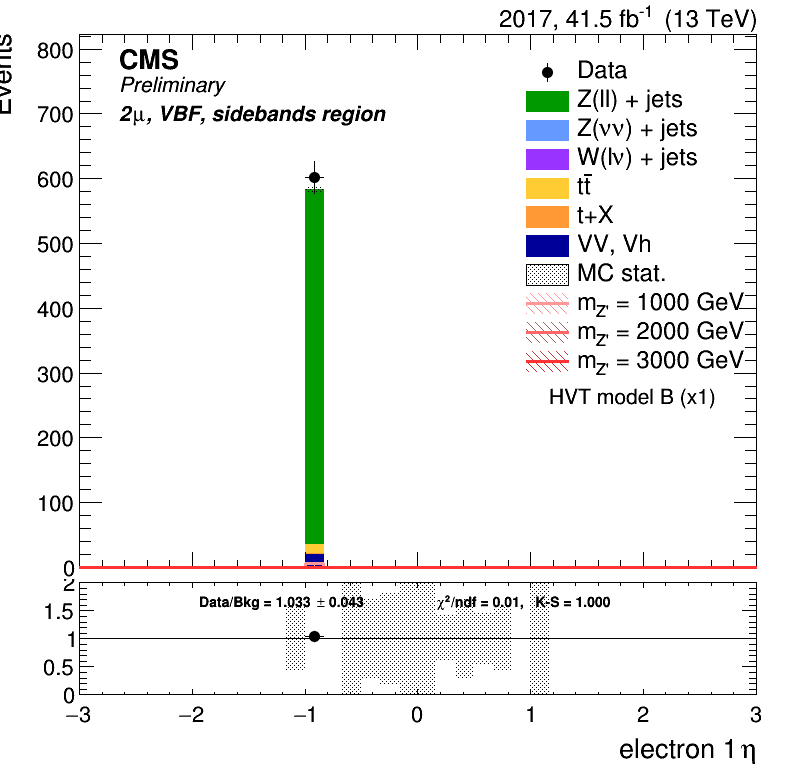 2017, 41.5 fb⁻¹ (13 TeV)
Events
CMS
Preliminary
2μ, VBF, sidebands region
Data
Z(ll) + jets
Z(νν) + jets
W(lν) + jets
tt̄
t+X
VV, Vh
MC stat.
m_Z' = 1000 GeV
m_Z' = 2000 GeV
m_Z' = 3000 GeV
HVT model B (x1)
800
700
600
500
400
300
200
100
0
Data/Bkg = 1.033 ± 0.043 χ²/ndf = 0.01, K-S = 1.000
2
1.5
1
0.5
0
−3 −2 −1 0 1 2 3
electron 1 η